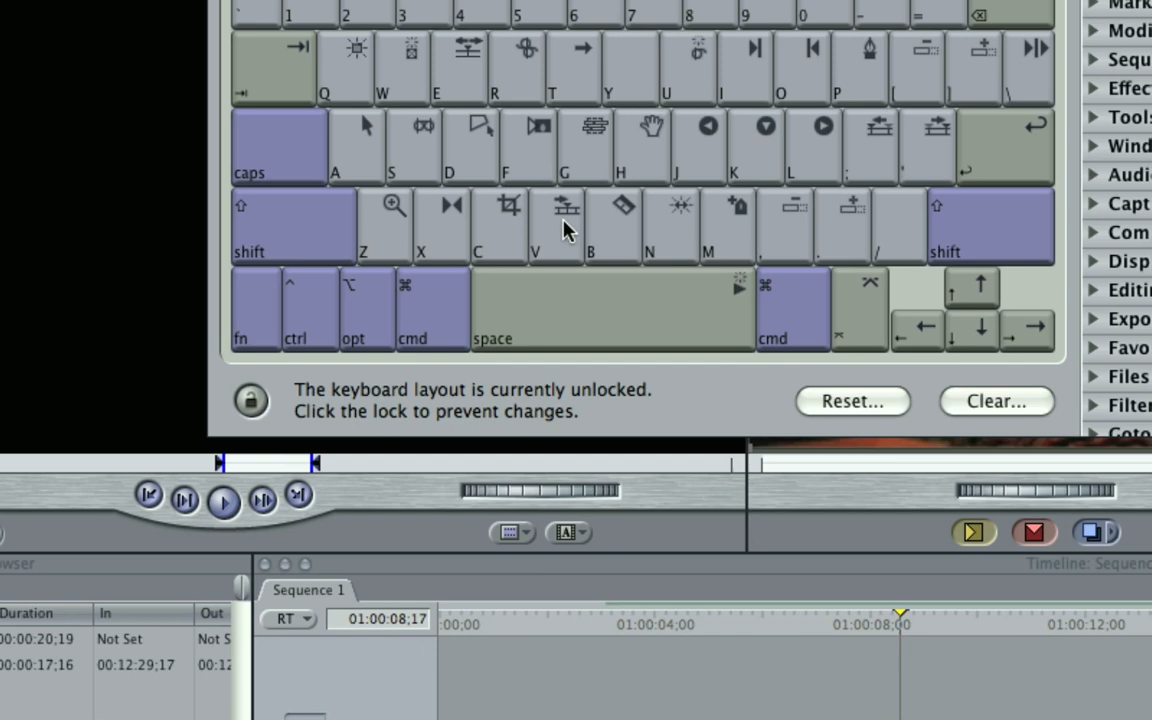 ` 1 2 3 4 5 6 7 8 9 0 - =
Mark
Modi
Q W E R T Y U I O P [ ] \
Sequ
Effec
Tools
Wind
caps A S D F G H J K L ; '
Audi
Capt
Com
shift Z X C V B N M , . / shift
Disp
Editi
Expo
fn ctrl opt cmd space cmd
Favo
Files
The keyboard layout is currently unlocked.
Click the lock to prevent changes.
Reset...
Clear...
Filter
Goto
RT
wser
Timeline: Sequenc
Sequence 1
Duration In Out
01:00:08;17
:00;00 01:00:04;00 01:00:08;00 01:00:12;00
00:00:20;19 Not Set Not S
00:00:17;16 00:12:29;17 00:12